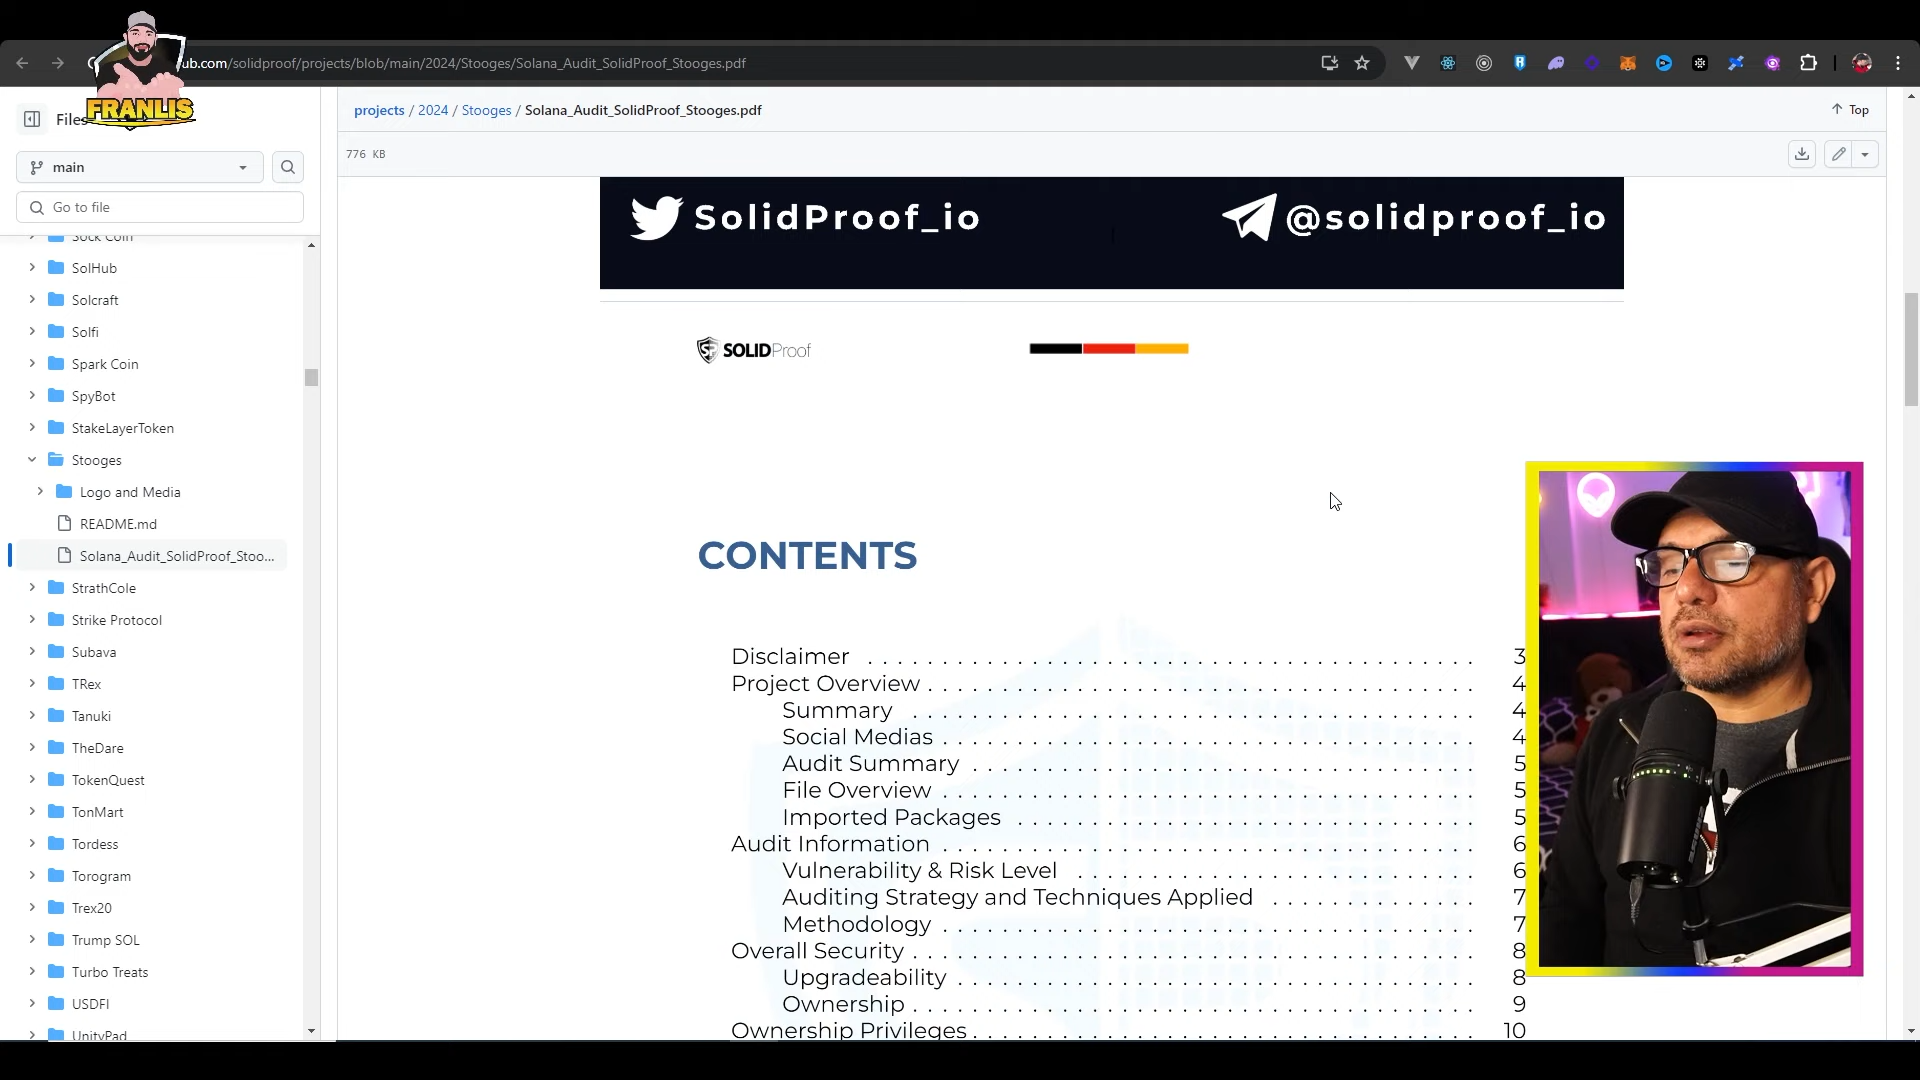 FRANLIS
ub.com/solidproof/projects/blob/main/2024/Stooges/Solana_Audit_SolidProof_Stooges.pdf
Files
projects / 2024 / Stooges / Solana_Audit_SolidProof_Stooges.pdf
Top
main
776 KB
Go to file
Sock Coin
SolHub
Solcraft
Solfi
Spark Coin
SpyBot
StakeLayerToken
Stooges
Logo and Media
README.md
Solana_Audit_SolidProof_Stoo...
StrathCole
Strike Protocol
Subava
TRex
Tanuki
TheDare
TokenQuest
TonMart
Tordess
Torogram
Trex20
Trump SOL
Turbo Treats
USDFI
UnityPad
SolidProof_io
@solidproof_io
SOLIDProof
CONTENTS
Disclaimer . . . . . . . . . . . . . . . . . . . . 3
Project Overview . . . . . . . . . . . . . . . . . . . . 4
Summary . . . . . . . . . . . . . . . . . . . . 4
Social Medias . . . . . . . . . . . . . . . . . . . . 4
Audit Summary . . . . . . . . . . . . . . . . . . . . 5
File Overview . . . . . . . . . . . . . . . . . . . . 5
Imported Packages . . . . . . . . . . . . . . . . . . . . 5
Audit Information . . . . . . . . . . . . . . . . . . . . 6
Vulnerability & Risk Level . . . . . . . . . . . . . . . . . . . . 6
Auditing Strategy and Techniques Applied . . . . . . . . . . . 7
Methodology . . . . . . . . . . . . . . . . . . . . 7
Overall Security . . . . . . . . . . . . . . . . . . . . 8
Upgradeability . . . . . . . . . . . . . . . . . . . . 8
Ownership . . . . . . . . . . . . . . . . . . . . 9
Ownership Privileges . . . . . . . . . . . . . . . . . . . . 10